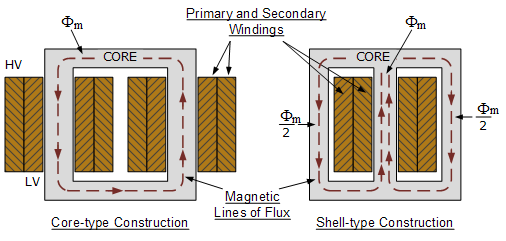 Φm
Primary and Secondary
Windings
Φm
CORE
CORE
HV
LV
Φm
2
Φm
2
Magnetic
Lines of Flux
Core-type Construction
Shell-type Construction